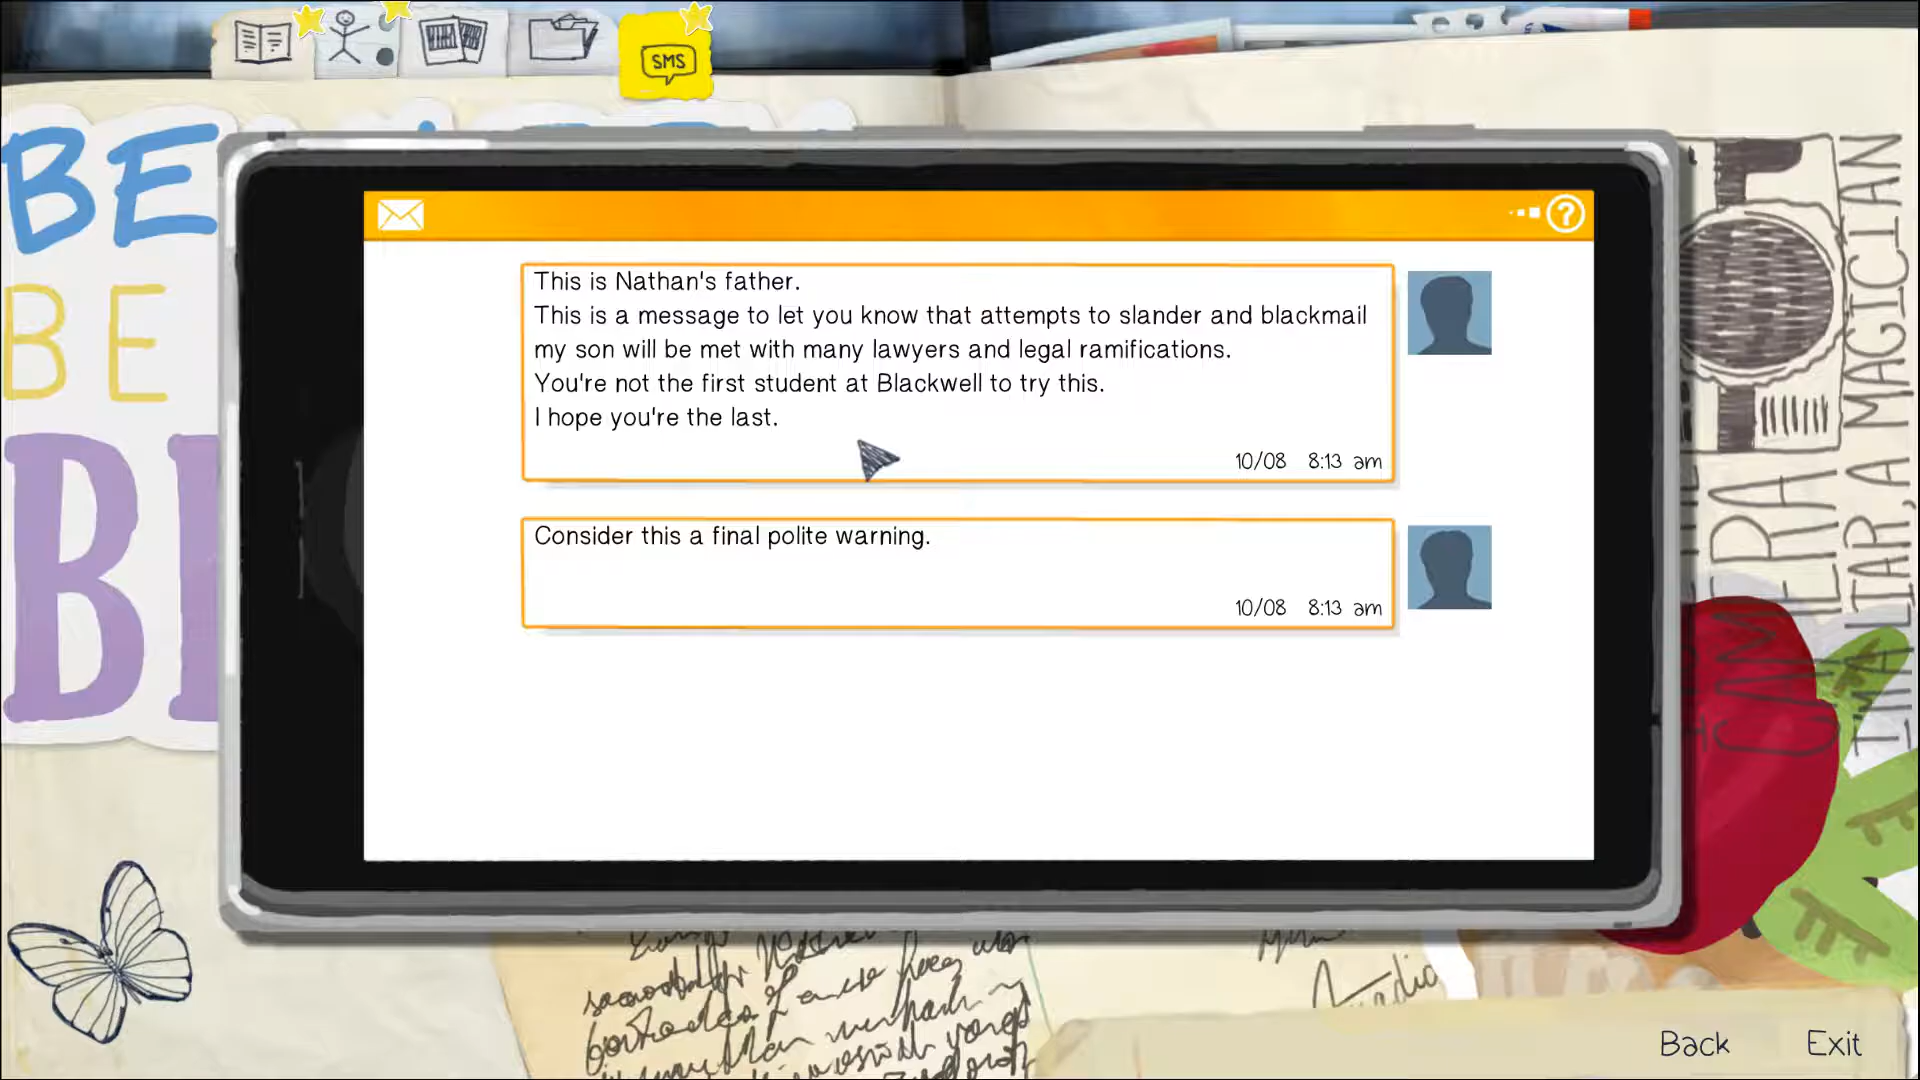 SMS
BE
BE
This is Nathan's father.
This is a message to let you know that attempts to slander and blackmail
my son will be met with many lawyers and legal ramifications.
You're not the first student at Blackwell to try this.
I hope you're the last.
10/08 8:13 am
Consider this a final polite warning.
10/08 8:13 am
CAMERA
I'M A LIAR, A MAGICIAN
Back
Exit